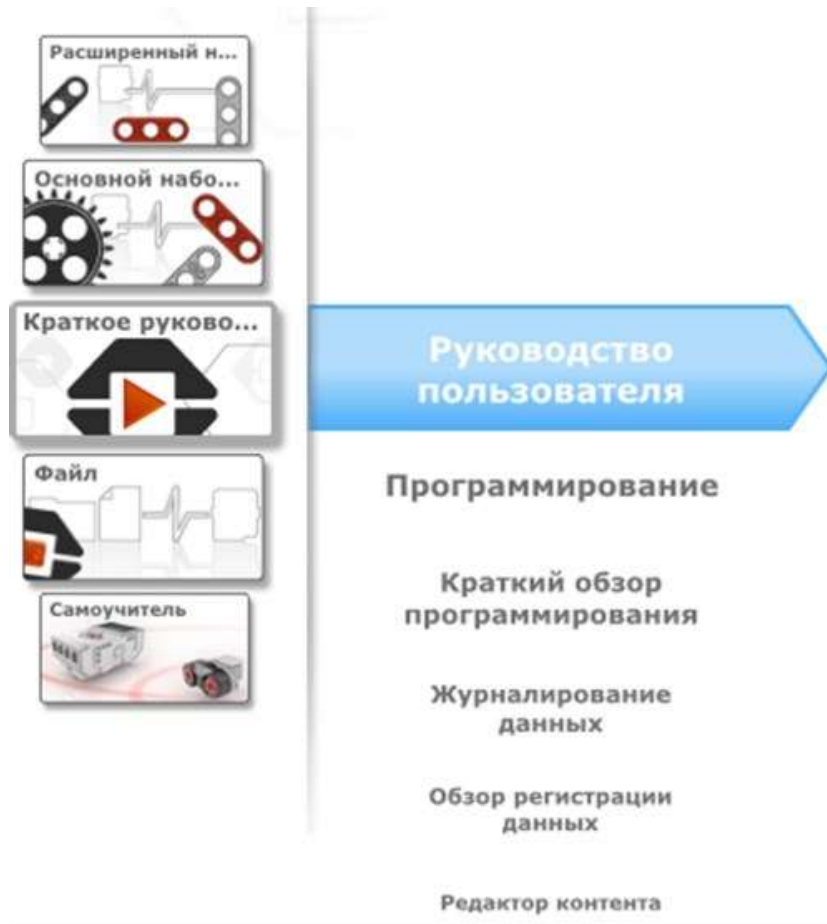 Расширенный н...
Основной набо...
Краткое руково...
Файл
Самоучитель
Руководство
пользователя
Программирование
Краткий обзор
программирования
Журналирование
данных
Обзор регистрации
данных
Редактор контента